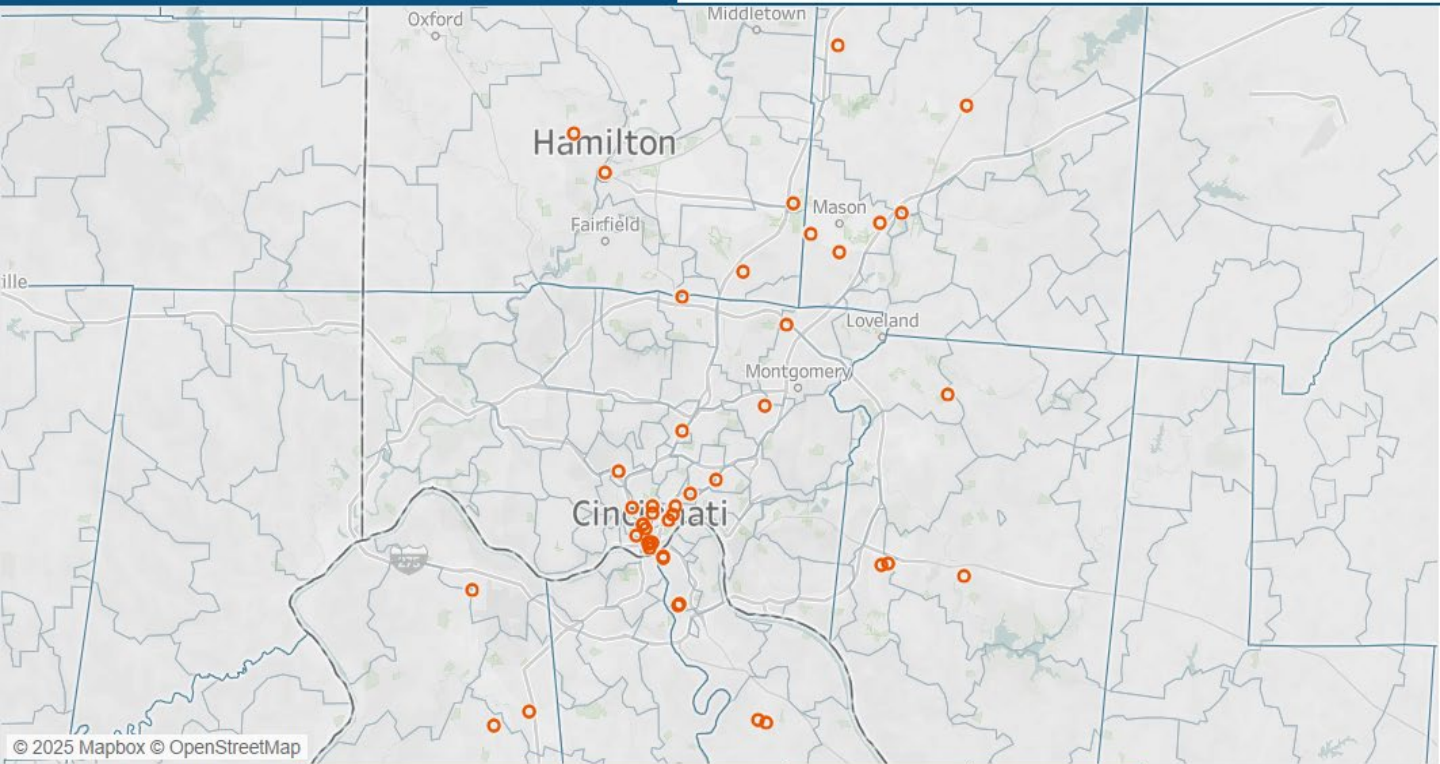 Oxford
Middletown
Hamilton
Mason
Fairfield
ille
Loveland
Montgomery
Cincinnati
275
© 2025 Mapbox © OpenStreetMap